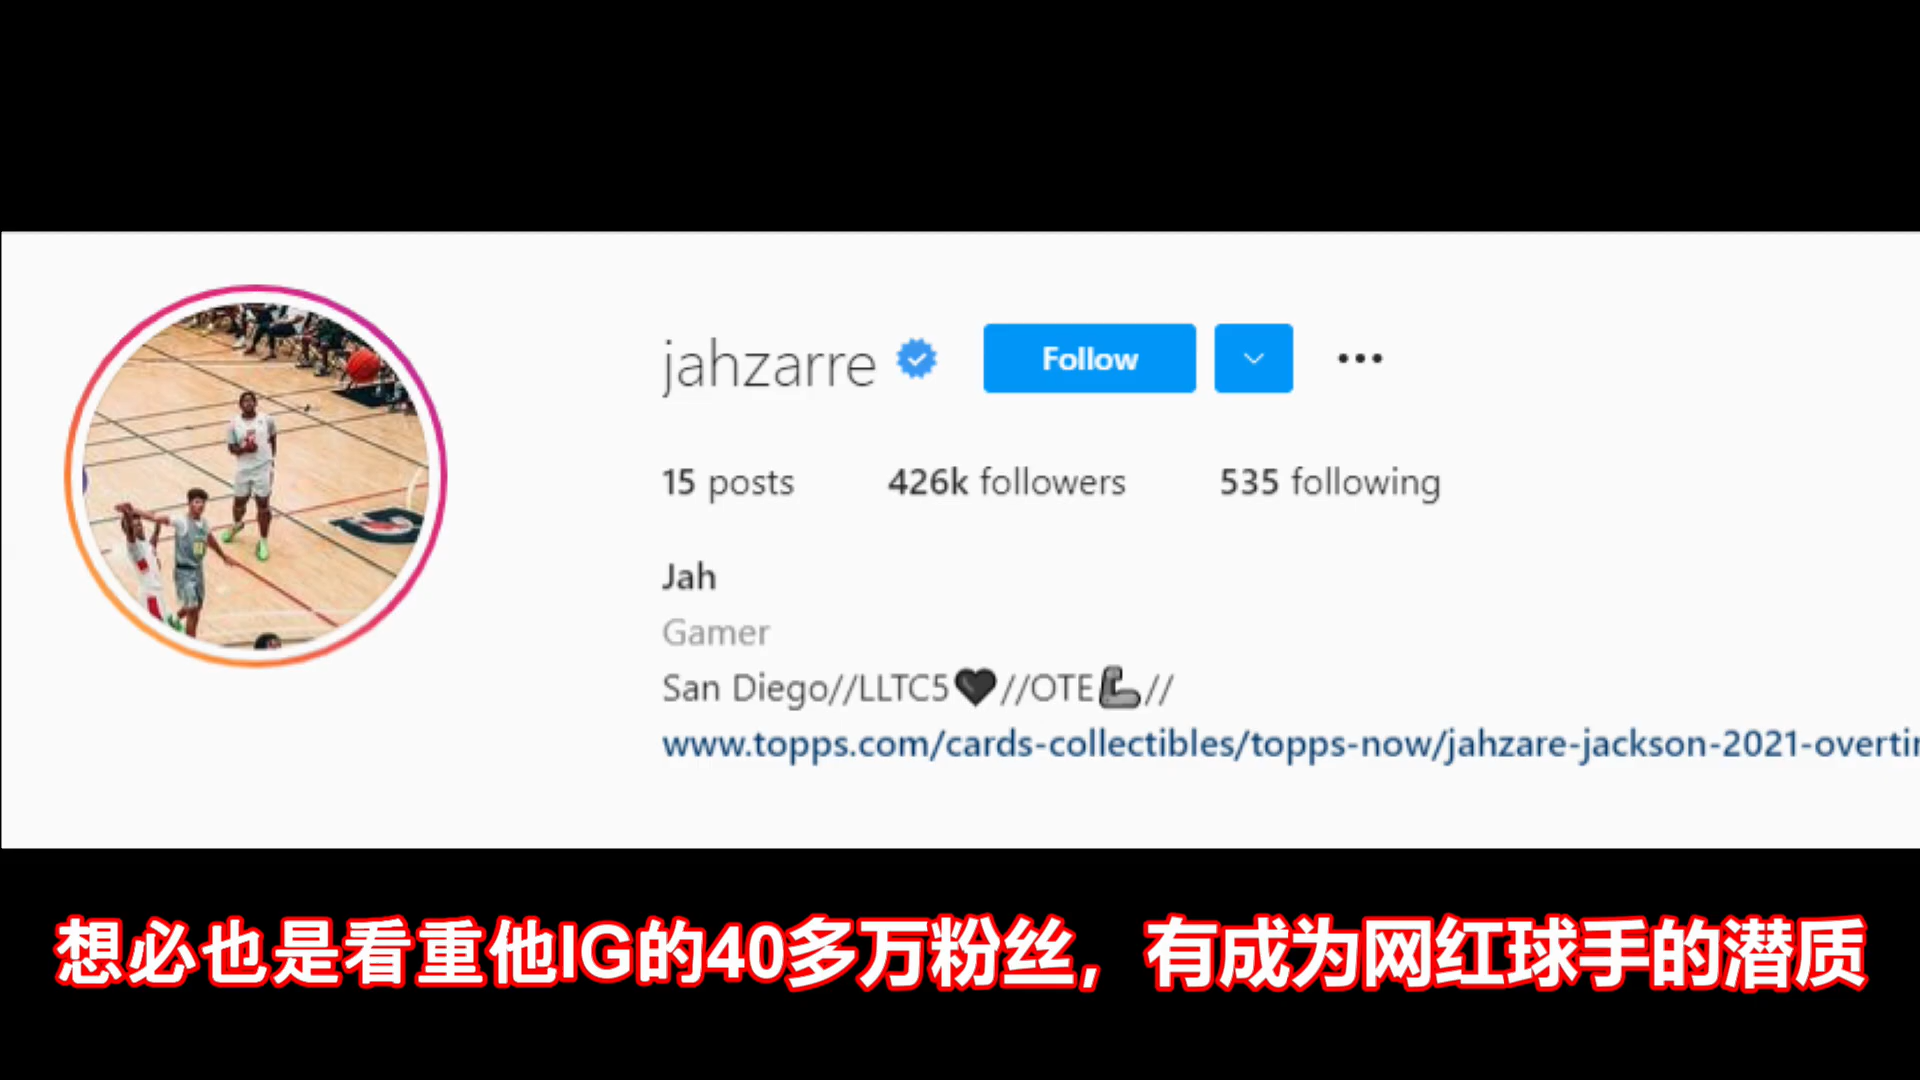 jahzarre
Follow
15 posts 426k followers 535 following
Jah
Gamer
San Diego//LLTC5🖤//OTE🦾//
www.topps.com/cards-collectibles/topps-now/jahzare-jackson-2021-overtin
想必也是看重他IG的40多万粉丝，有成为网红球手的潜质